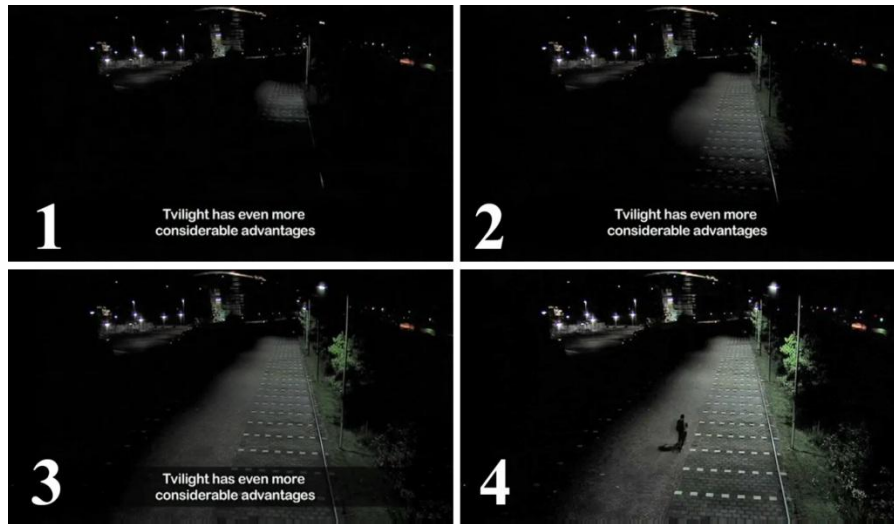 1
Tvilight has even more
considerable advantages
2
Tvilight has even more
considerable advantages
3
Tvilight has even more
considerable advantages
4